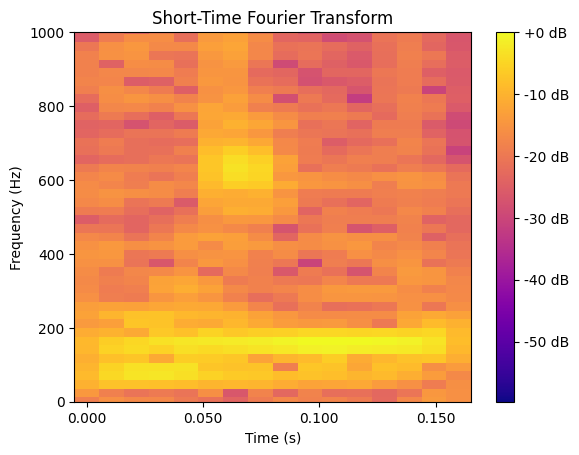 Short-Time Fourier Transform
1000
800
600
400
200
0
Frequency (Hz)
0.000
0.050
0.100
0.150
Time (s)
+0 dB
-10 dB
-20 dB
-30 dB
-40 dB
-50 dB